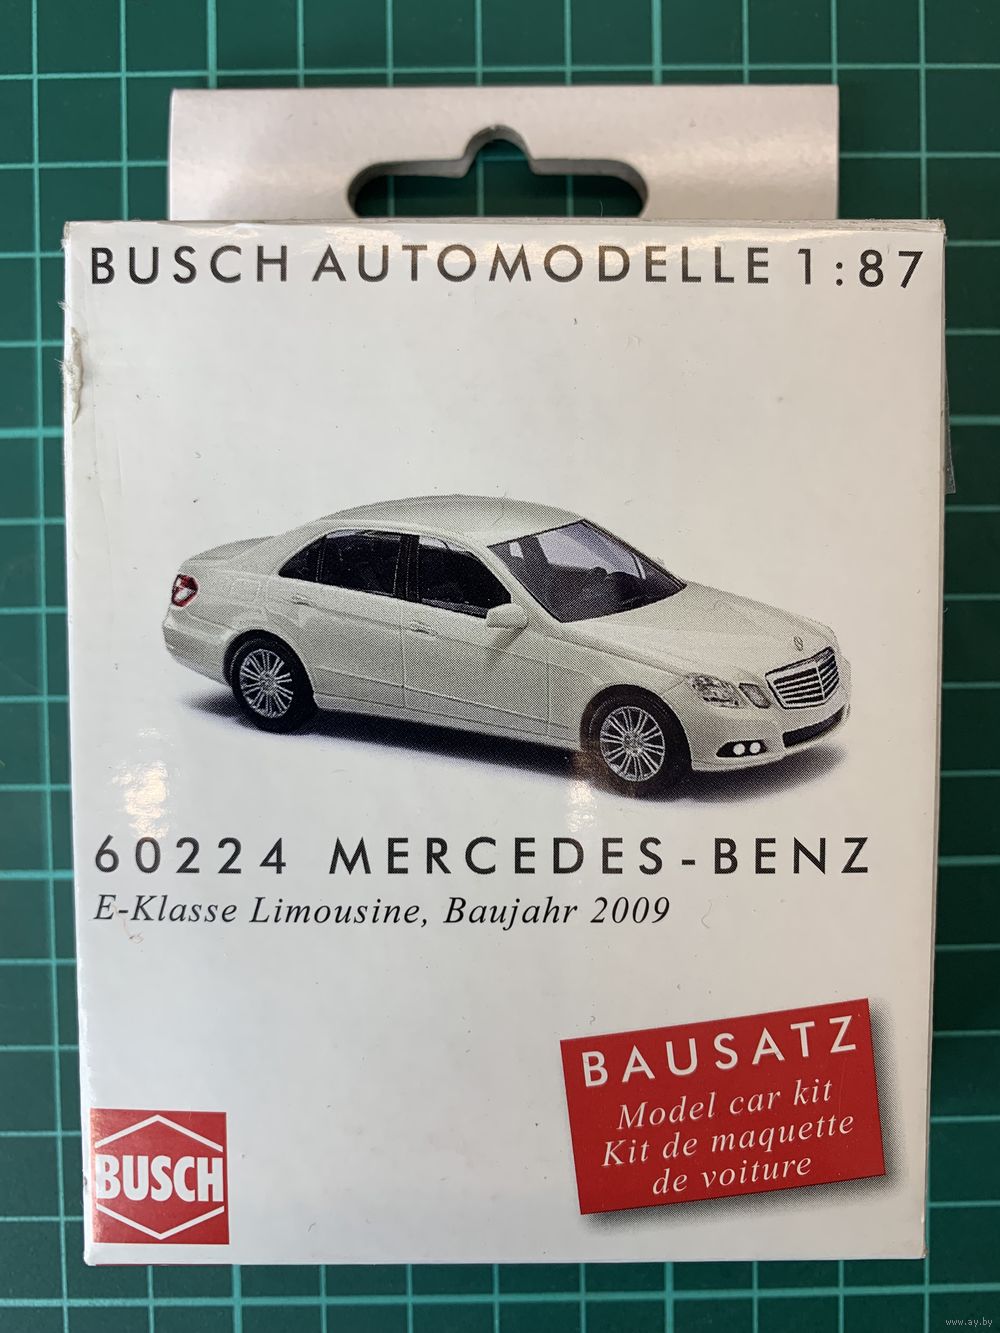 BUSCH AUTOMODELLE 1:87
60224 MERCEDES-BENZ
E-Klasse Limousine, Baujahr 2009
BAUSATZ
Model car kit
Kit de maquette
de voiture
BUSCH
www.ay.by